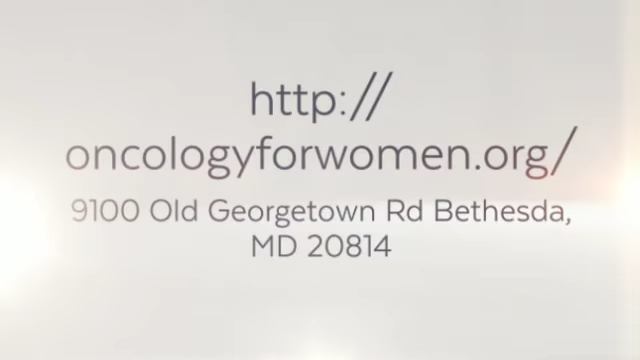 http://
oncologyforwomen.org/
9100 Old Georgetown Rd Bethesda,
MD 20814